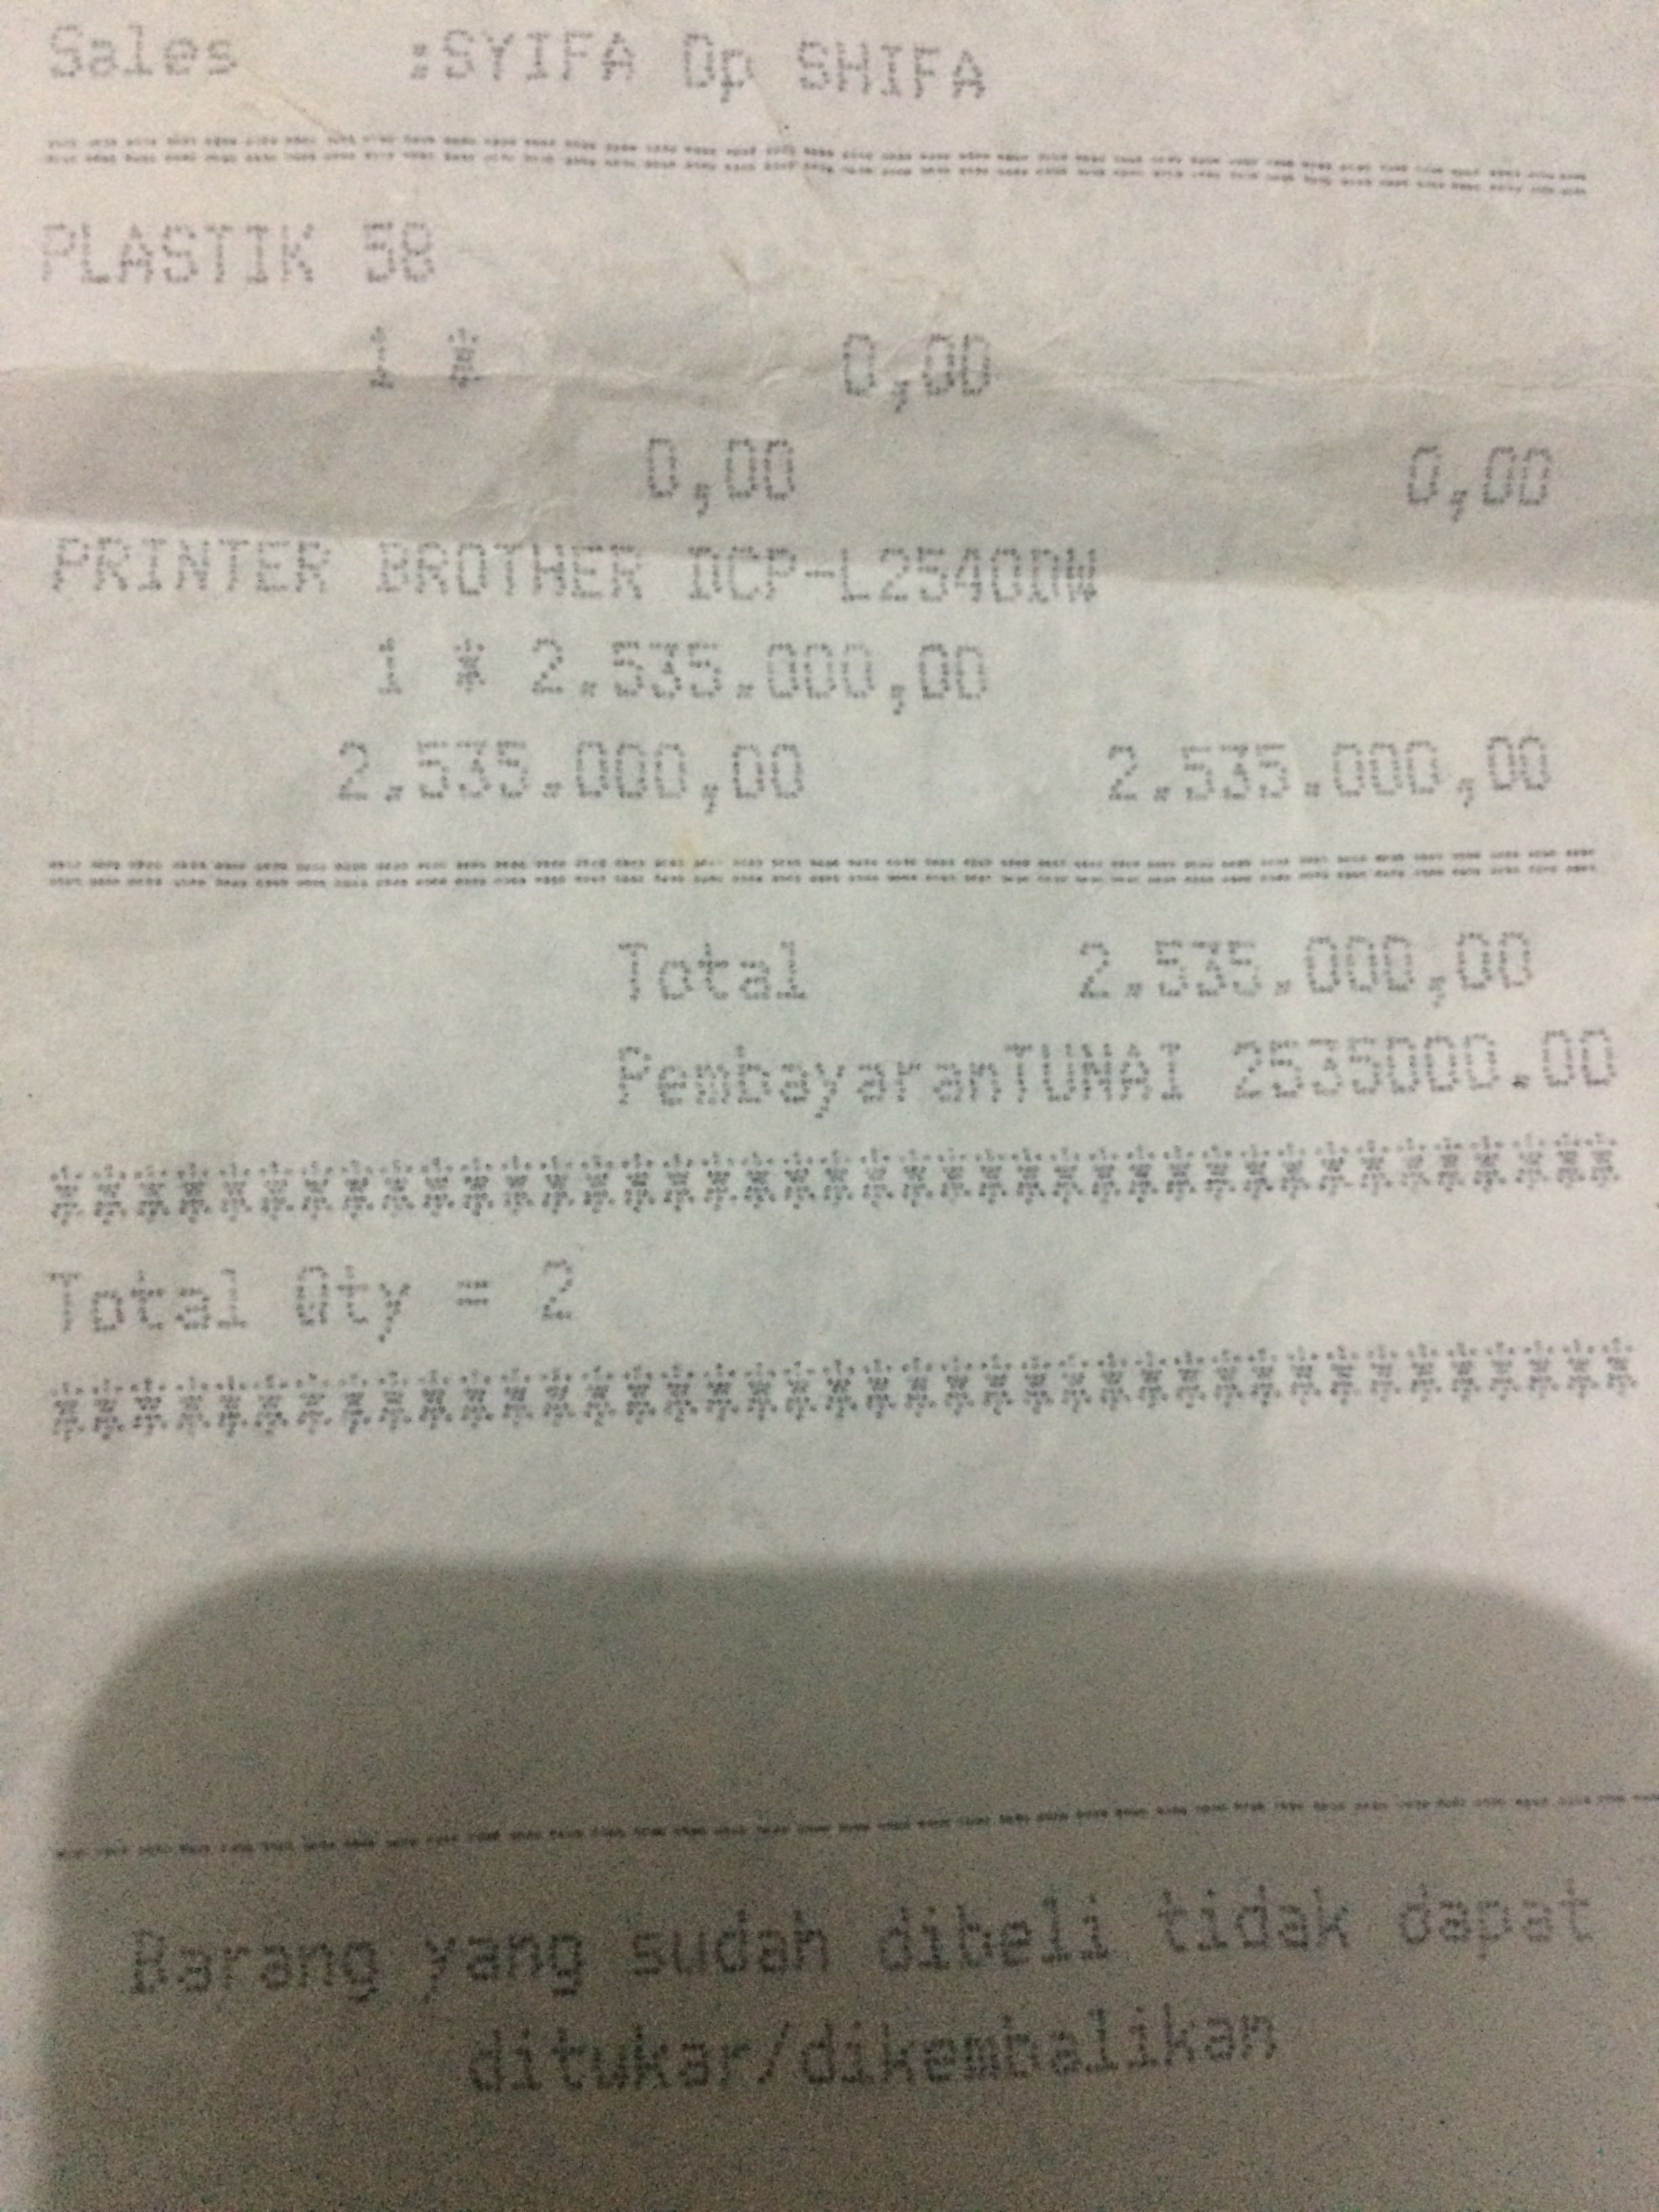 Sales :SYIFA Op SHIFA
================================
PLASTIK 58
1 * 0,00
0,00 0,00
PRINTER BROTHER DCP-L2540DW
1 * 2.535.000,00
2.535.000,00 2.535.000,00
================================
Total 2.535.000,00
PembayaranTUNAI 2535000.00
****************************************
Total Qty = 2
****************************************
----------------------------------------
Barang yang sudah dibeli tidak dapat
ditukar/dikembalikan